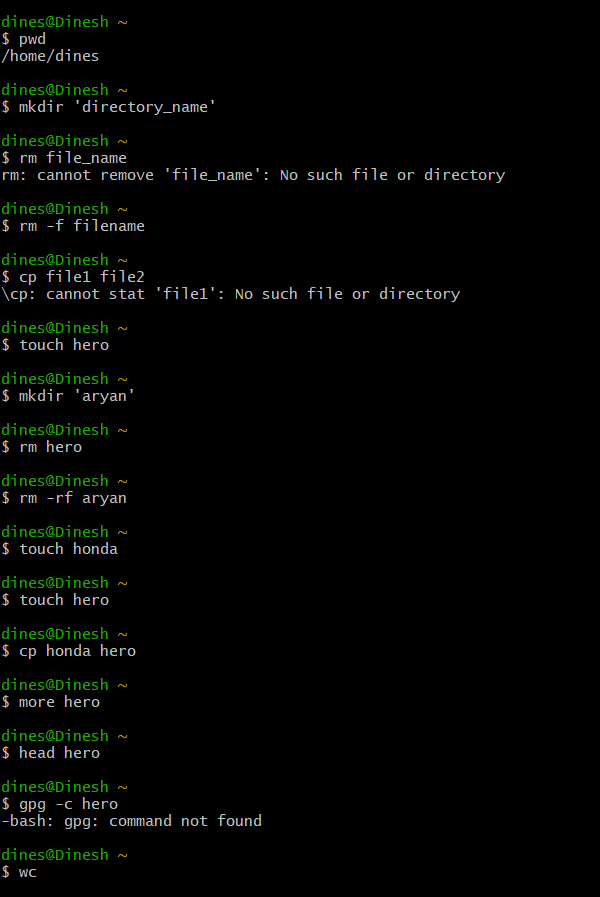 dines@Dinesh ~
$ pwd
/home/dines
dines@Dinesh ~
$ mkdir 'directory_name'
dines@Dinesh ~
$ rm file_name
rm: cannot remove 'file_name': No such file or directory
dines@Dinesh ~
$ rm -f filename
dines@Dinesh ~
$ cp file1 file2
\cp: cannot stat 'file1': No such file or directory
dines@Dinesh ~
$ touch hero
dines@Dinesh ~
$ mkdir 'aryan'
dines@Dinesh ~
$ rm hero
dines@Dinesh ~
$ rm -rf aryan
dines@Dinesh ~
$ touch honda
dines@Dinesh ~
$ touch hero
dines@Dinesh ~
$ cp honda hero
dines@Dinesh ~
$ more hero
dines@Dinesh ~
$ head hero
dines@Dinesh ~
$ gpg -c hero
-bash: gpg: command not found
dines@Dinesh ~
$ wc